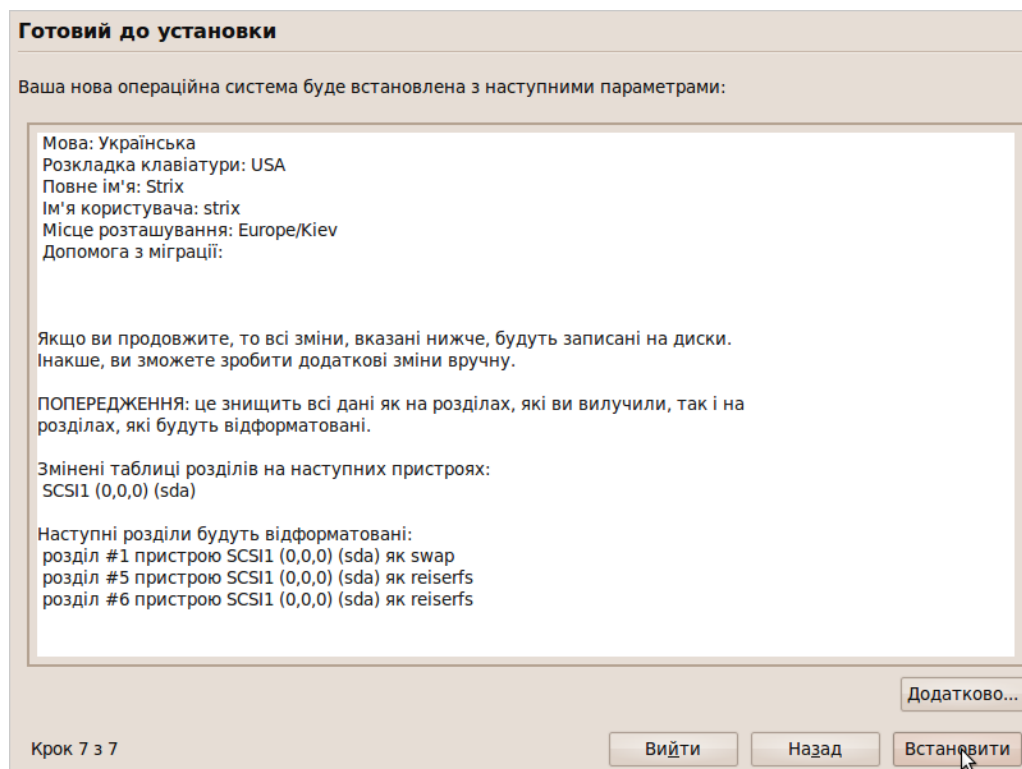 Готовий до установки
Ваша нова операційна система буде встановлена з наступними параметрами:
Мова: Українська
Розкладка клавіатури: USA
Повне ім'я: Strix
Ім'я користувача: strix
Місце розташування: Europe/Kiev
Допомога з міграції:
Якщо ви продовжите, то всі зміни, вказані нижче, будуть записані на диски.
Інакше, ви зможете зробити додаткові зміни вручну.
ПОПЕРЕДЖЕННЯ: це знищить всі дані як на розділах, які ви вилучили, так і на
розділах, які будуть відформатовані.
Змінені таблиці розділів на наступних пристроях:
SCSI1 (0,0,0) (sda)
Наступні розділи будуть відформатовані:
розділ #1 пристрою SCSI1 (0,0,0) (sda) як swap
розділ #5 пристрою SCSI1 (0,0,0) (sda) як reiserfs
розділ #6 пристрою SCSI1 (0,0,0) (sda) як reiserfs
Додатково...
Крок 7 з 7
Вийти
Назад
Встановити